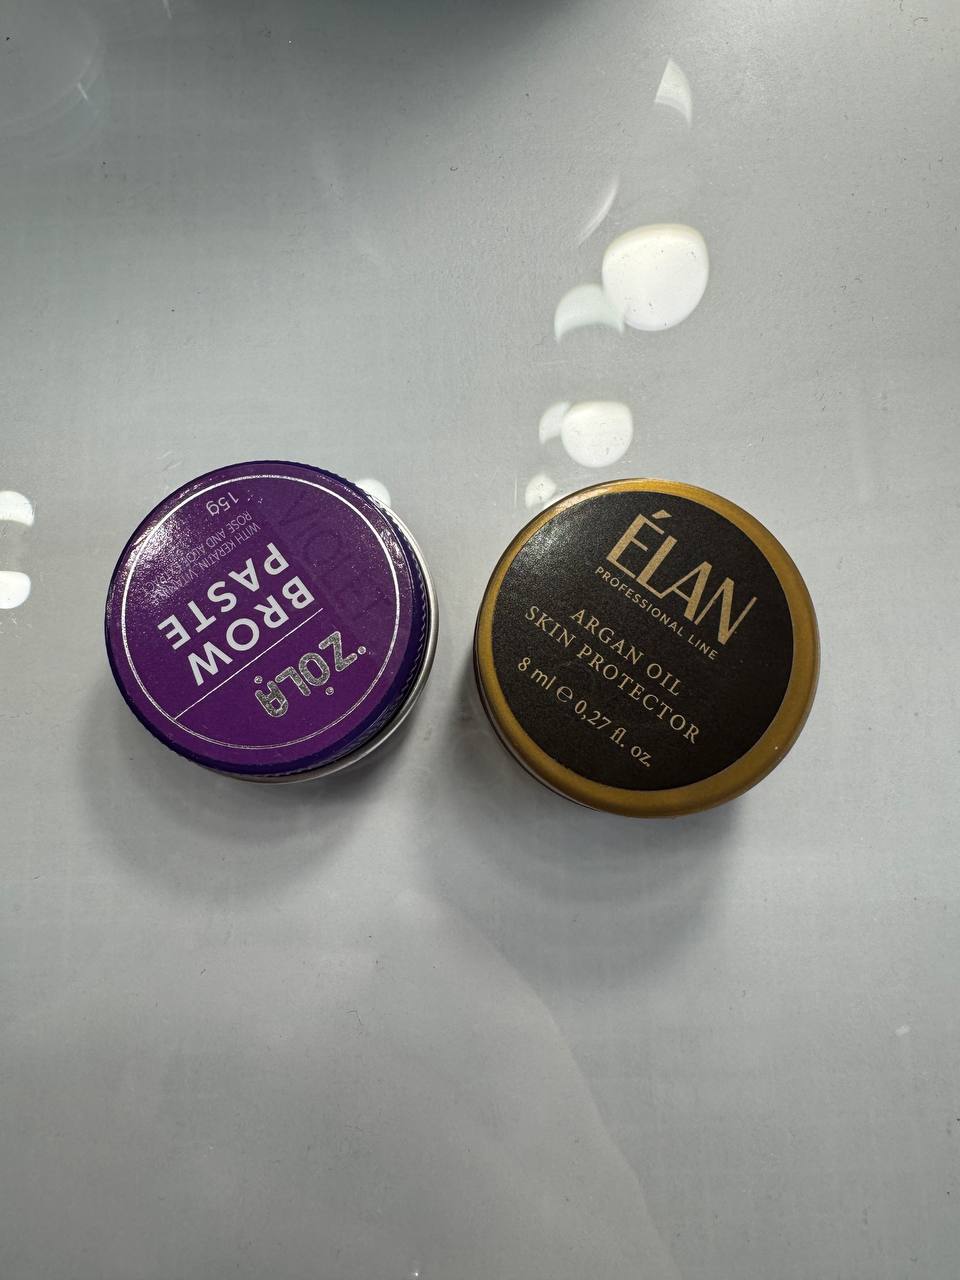 ZOLA
BROW
PASTE
WITH KERATIN, VITAMIN
ROSE AND ALOE
15g
ÉLAN
PROFESSIONAL LINE
ARGAN OIL
SKIN PROTECTOR
8 ml ℮ 0,27 fl. oz.